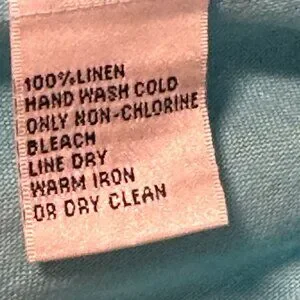 100%LINEN
HAND WASH COLD
ONLY NON-CHLORINE
BLEACH
LINE DRY
WARM IRON
OR DRY CLEAN